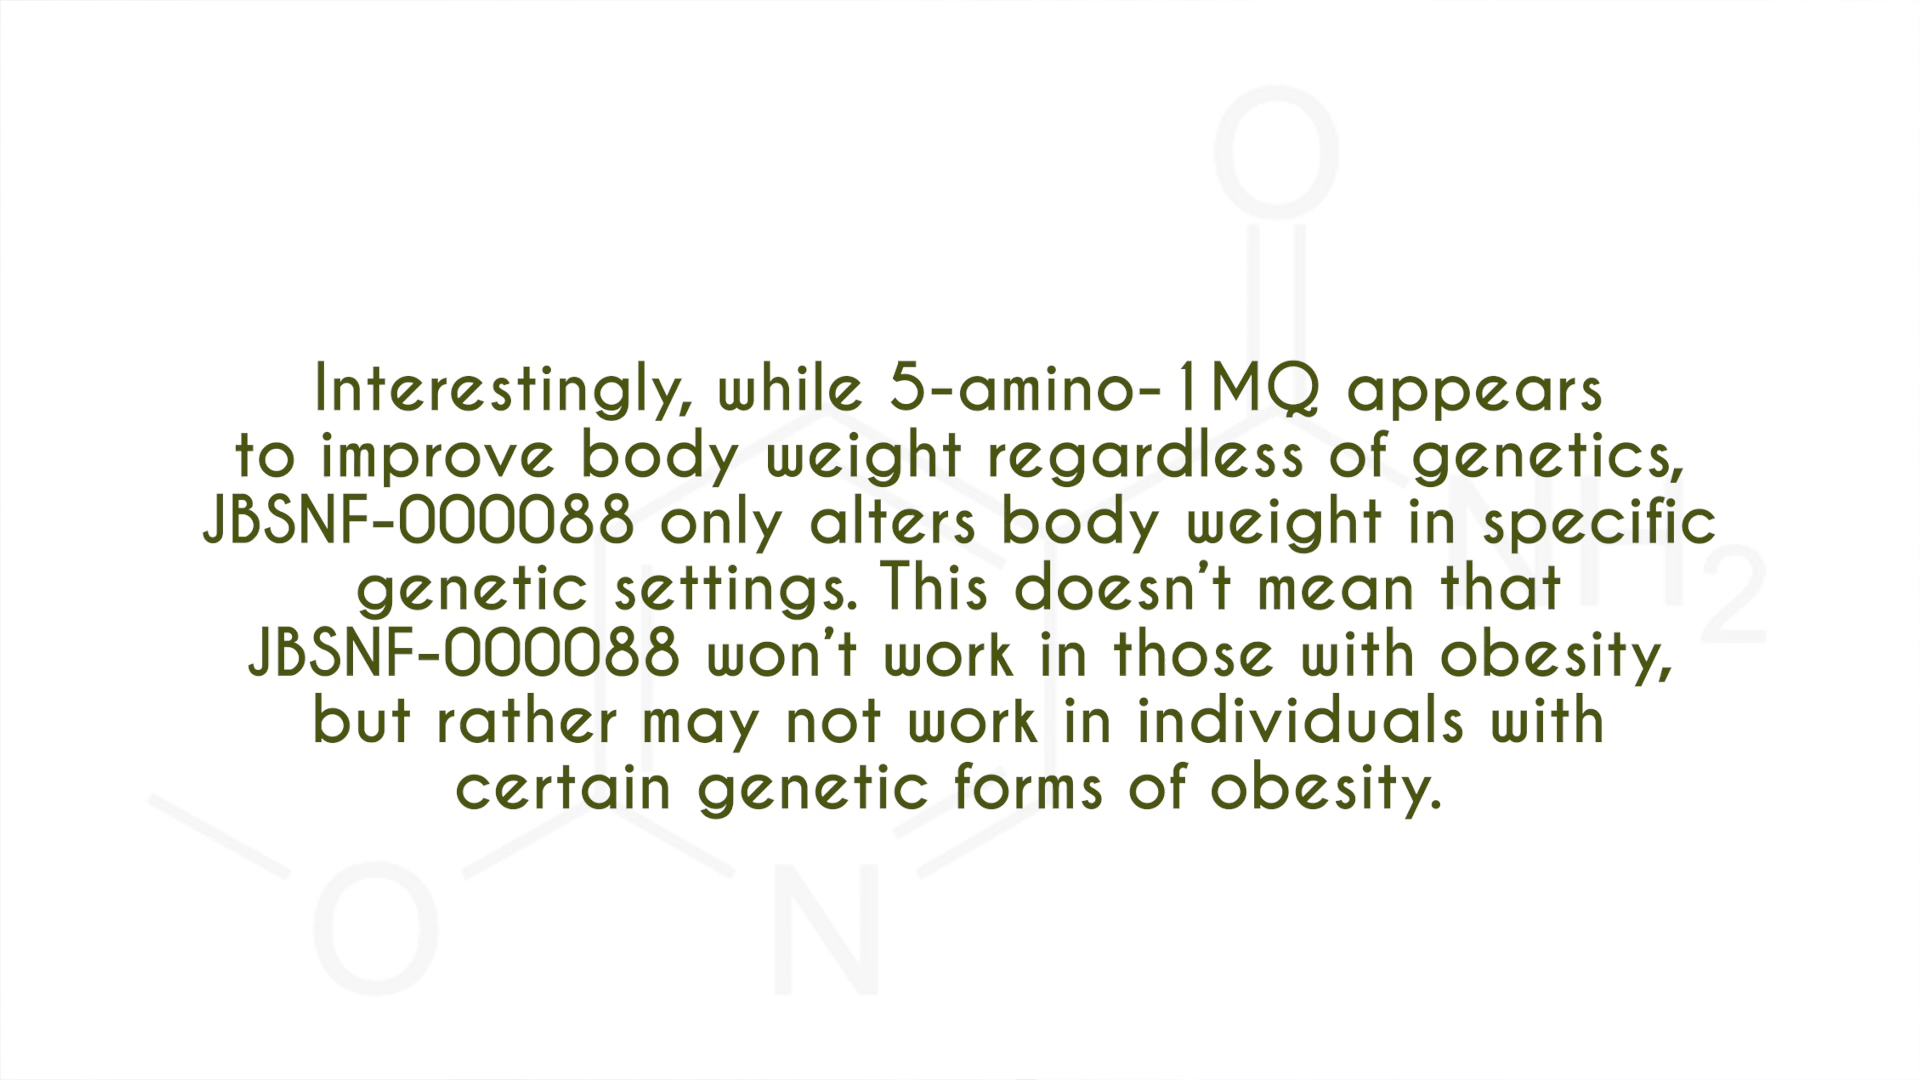 Interestingly, while 5-amino-1MQ appears
to improve body weight regardless of genetics,
JBSNF-000088 only alters body weight in specific
genetic settings. This doesn't mean that
JBSNF-000088 won't work in those with obesity,
but rather may not work in individuals with
certain genetic forms of obesity.
O
NH2
O
N